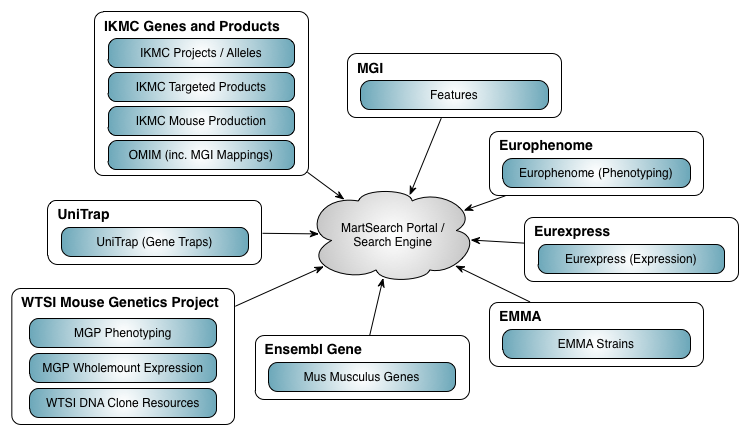 IKMC Genes and Products
IKMC Projects / Alleles
IKMC Targeted Products
IKMC Mouse Production
OMIM (inc. MGI Mappings)
MGI
Features
Europhenome
Europhenome (Phenotyping)
UniTrap
UniTrap (Gene Traps)
MartSearch Portal /
Search Engine
Eurexpress
Eurexpress (Expression)
WTSI Mouse Genetics Project
MGP Phenotyping
MGP Wholemount Expression
WTSI DNA Clone Resources
Ensembl Gene
Mus Musculus Genes
EMMA
EMMA Strains